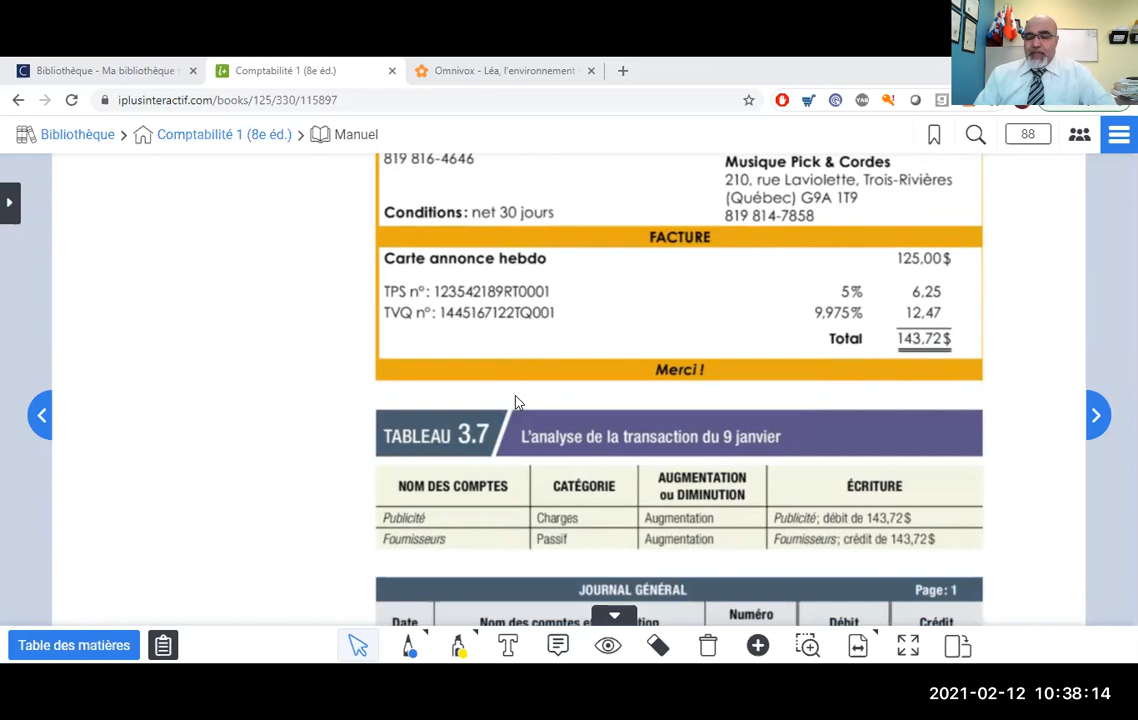 Bibliothèque - Ma bibliothèque
Comptabilité 1 (8e éd.)
Omnivox - Léa, l'environnement
iplusinteractif.com/books/125/330/115897
Bibliothèque
Comptabilité 1 (8e éd.)
Manuel
88
819 816-4646
Musique Pick & Cordes
210, rue Laviolette, Trois-Rivières
(Québec) G9A 1T9
Conditions: net 30 jours
819 814-7858
FACTURE
Carte annonce hebdo 125,00$
TPS nº: 123542189RT0001 5% 6,25
TVQ nº: 1445167122TQ001 9,975% 12,47
Total 143,72$
Merci!
TABLEAU 3.7 L'analyse de la transaction du 9 janvier
NOM DES COMPTES CATÉGORIE AUGMENTATION ou DIMINUTION ÉCRITURE
Publicité Charges Augmentation Publicité; débit de 143,72$
Fournisseurs Passif Augmentation Fournisseurs; crédit de 143,72$
JOURNAL GÉNÉRAL Page: 1
Date Nom des comptes Numéro Débit Crédit
Table des matières
2021-02-12 10:38:14